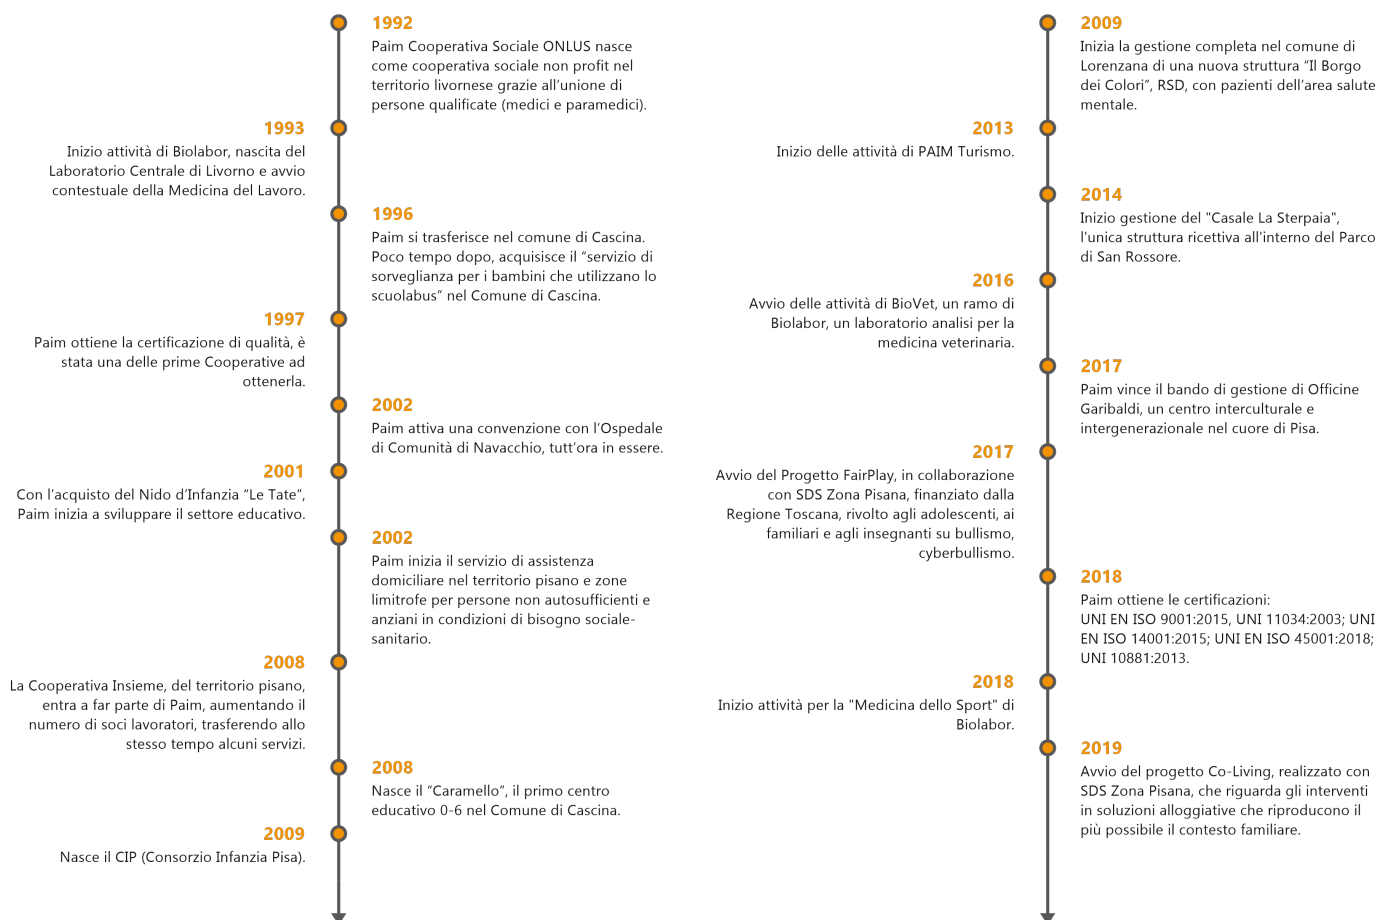 1992
Paim Cooperativa Sociale ONLUS nasce
come cooperativa sociale non profit nel
territorio livornese grazie all’unione di
persone qualificate (medici e paramedici).
1993
Inizio attività di Biolabor, nascita del
Laboratorio Centrale di Livorno e avvio
contestuale della Medicina del Lavoro.
1996
Paim si trasferisce nel comune di Cascina.
Poco tempo dopo, acquisisce il “servizio di
sorveglianza per i bambini che utilizzano lo
scuolabus” nel Comune di Cascina.
1997
Paim ottiene la certificazione di qualità, è
stata una delle prime Cooperative ad
ottenerla.
2002
Paim attiva una convenzione con l’Ospedale
di Comunità di Navacchio, tutt’ora in essere.
2001
Con l’acquisto del Nido d’Infanzia “Le Tate”,
Paim inizia a sviluppare il settore educativo.
2002
Paim inizia il servizio di assistenza
domiciliare nel territorio pisano e zone
limitrofe per persone non autosufficienti e
anziani in condizioni di bisogno sociale-
sanitario.
2008
La Cooperativa Insieme, del territorio pisano,
entra a far parte di Paim, aumentando il
numero di soci lavoratori, trasferendo allo
stesso tempo alcuni servizi.
2008
Nasce il “Caramello”, il primo centro
educativo 0-6 nel Comune di Cascina.
2009
Nasce il CIP (Consorzio Infanzia Pisa).
2009
Inizia la gestione completa nel comune di
Lorenzana di una nuova struttura “Il Borgo
dei Colori”, RSD, con pazienti dell’area salute
mentale.
2013
Inizio delle attività di PAIM Turismo.
2014
Inizio gestione del "Casale La Sterpaia",
l'unica struttura ricettiva all'interno del Parco
di San Rossore.
2016
Avvio delle attività di BioVet, un ramo di
Biolabor, un laboratorio analisi per la
medicina veterinaria.
2017
Paim vince il bando di gestione di Officine
Garibaldi, un centro interculturale e
intergenerazionale nel cuore di Pisa.
2017
Avvio del Progetto FairPlay, in collaborazione
con SDS Zona Pisana, finanziato dalla
Regione Toscana, rivolto agli adolescenti, ai
familiari e agli insegnanti su bullismo,
cyberbullismo.
2018
Paim ottiene le certificazioni:
UNI EN ISO 9001:2015, UNI 11034:2003; UNI
EN ISO 14001:2015; UNI EN ISO 45001:2018;
UNI 10881:2013.
2018
Inizio attività per la "Medicina dello Sport" di
Biolabor.
2019
Avvio del progetto Co-Living, realizzato con
SDS Zona Pisana, che riguarda gli interventi
in soluzioni alloggiative che riproducono il
più possibile il contesto familiare.